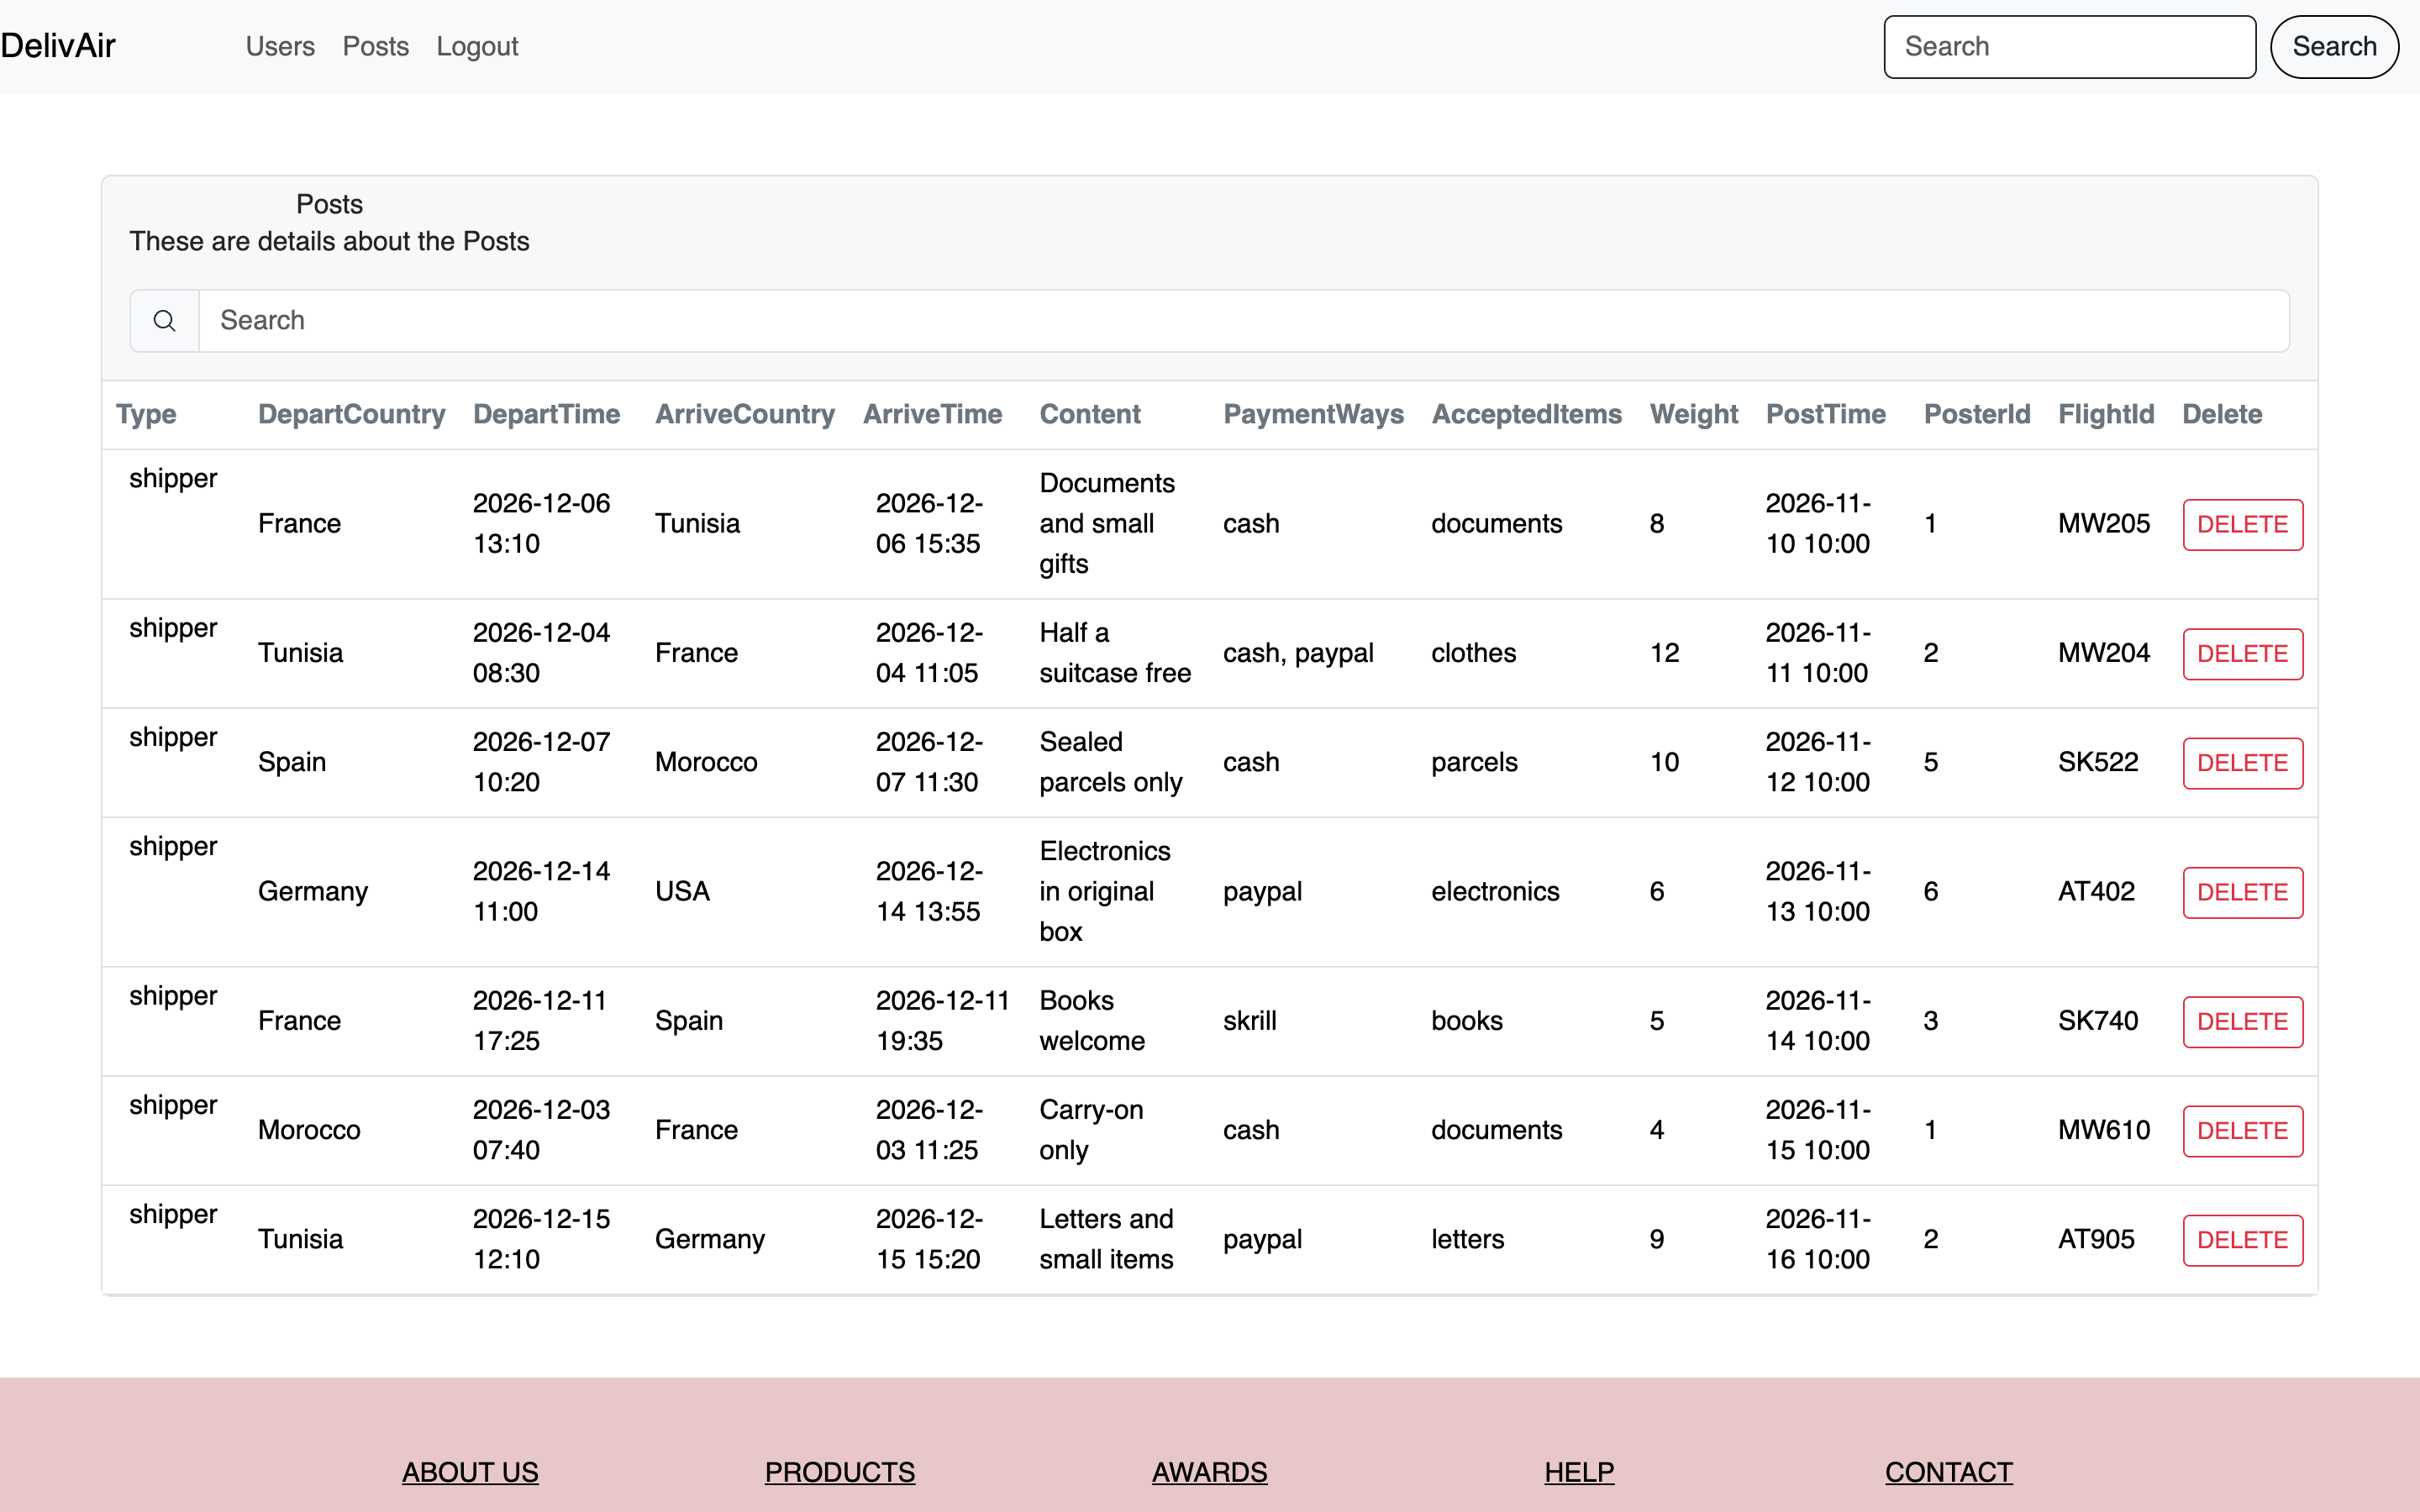 DelivAir Users Posts Logout Search Search
Posts
These are details about the Posts
Search
Type DepartCountry DepartTime ArriveCountry ArriveTime Content PaymentWays AcceptedItems Weight PostTime PosterId FlightId Delete
shipper France 2026-12-06 13:10 Tunisia 2026-12-06 15:35 Documents and small gifts cash documents 8 2026-11-10 10:00 1 MW205 DELETE
shipper Tunisia 2026-12-04 08:30 France 2026-12-04 11:05 Half a suitcase free cash, paypal clothes 12 2026-11-11 10:00 2 MW204 DELETE
shipper Spain 2026-12-07 10:20 Morocco 2026-12-07 11:30 Sealed parcels only cash parcels 10 2026-11-12 10:00 5 SK522 DELETE
shipper Germany 2026-12-14 11:00 USA 2026-12-14 13:55 Electronics in original box paypal electronics 6 2026-11-13 10:00 6 AT402 DELETE
shipper France 2026-12-11 17:25 Spain 2026-12-11 19:35 Books welcome skrill books 5 2026-11-14 10:00 3 SK740 DELETE
shipper Morocco 2026-12-03 07:40 France 2026-12-03 11:25 Carry-on only cash documents 4 2026-11-15 10:00 1 MW610 DELETE
shipper Tunisia 2026-12-15 12:10 Germany 2026-12-15 15:20 Letters and small items paypal letters 9 2026-11-16 10:00 2 AT905 DELETE
ABOUT US PRODUCTS AWARDS HELP CONTACT